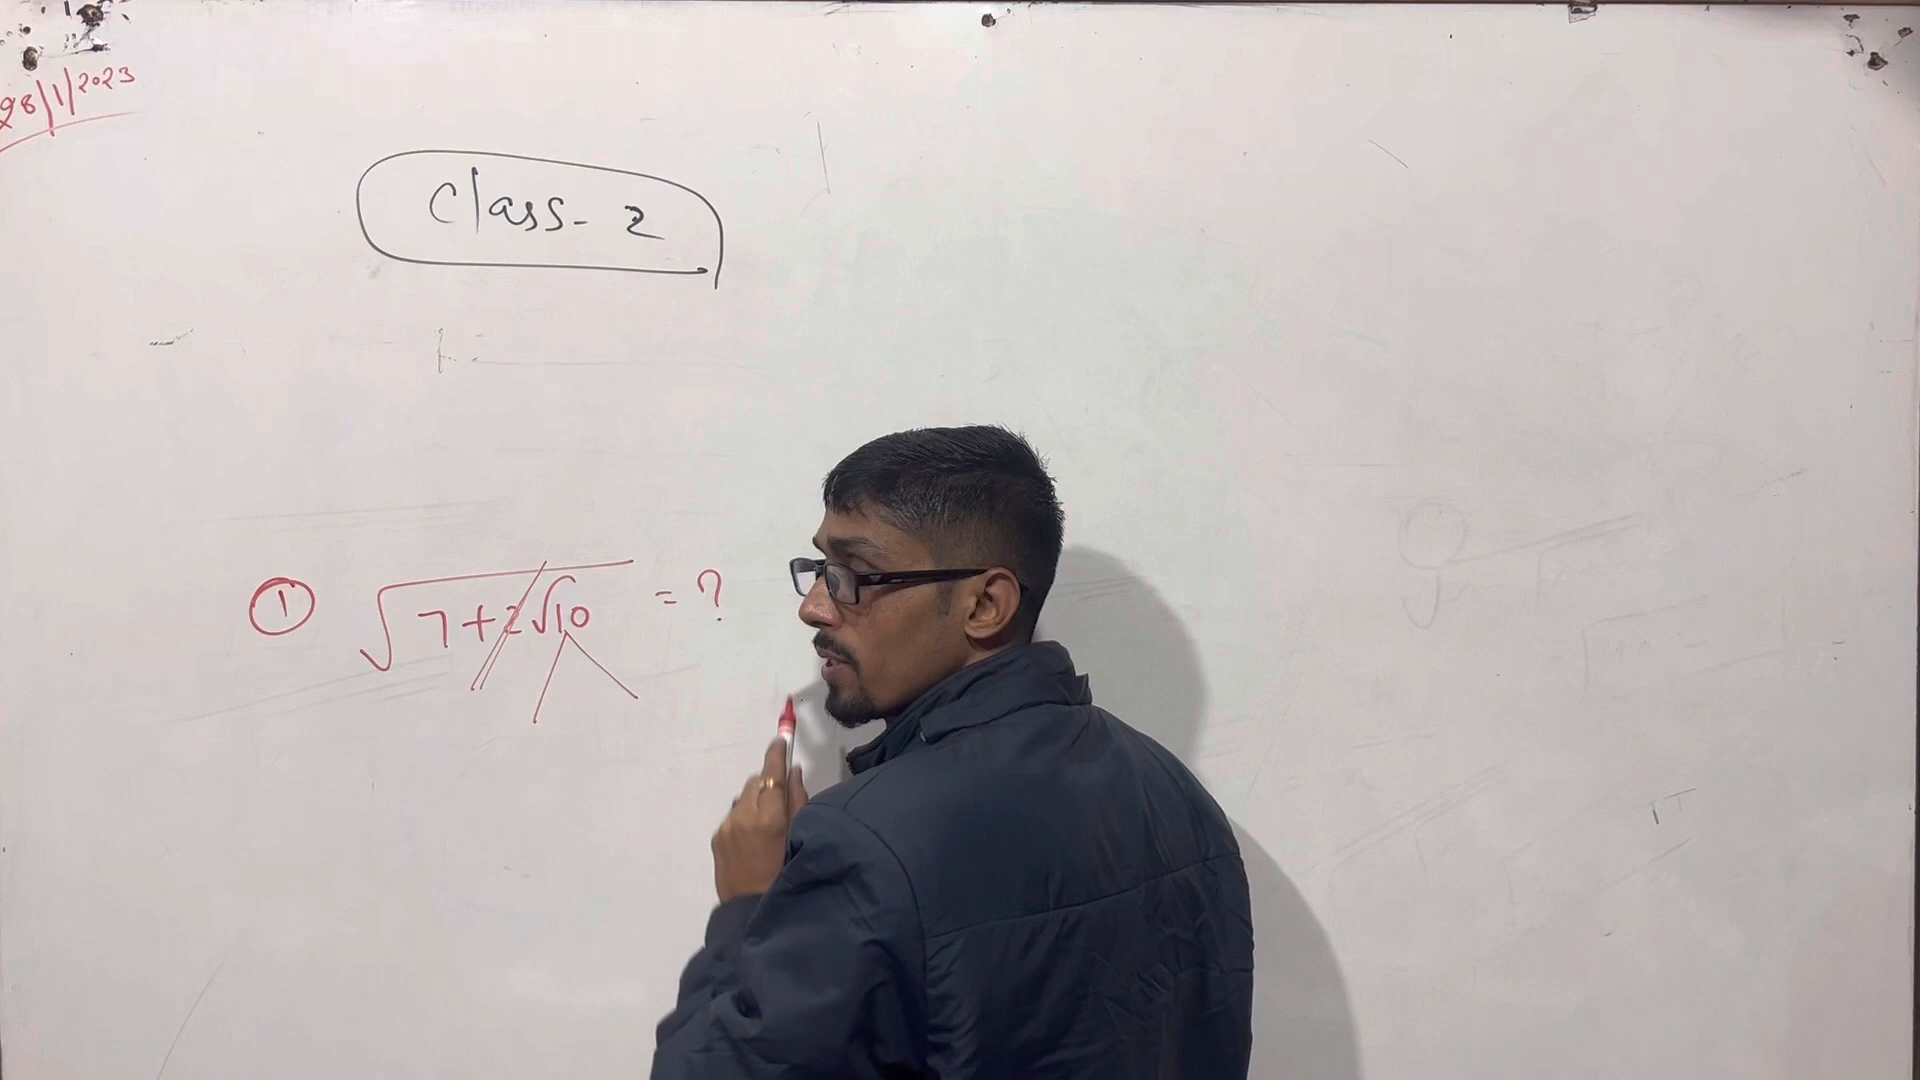 28/1/2023
Class-2
① √7+2√10 = ?